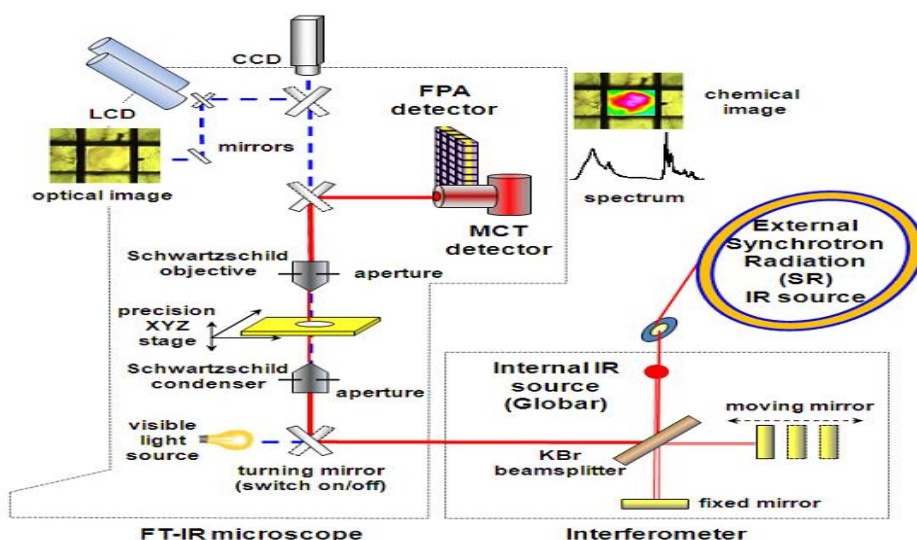 CCD
FPA
detector
chemical
image
LCD
mirrors
optical image
spectrum
MCT
detector
External
Synchrotron
Radiation
(SR)
IR source
Schwartzschild
objective
aperture
precision
XYZ
stage
Schwartzschild
condenser
aperture
Internal IR
source
(Globar)
moving mirror
visible
light
source
KBr
beamsplitter
turning mirror
(switch on/off)
fixed mirror
FT-IR microscope
Interferometer